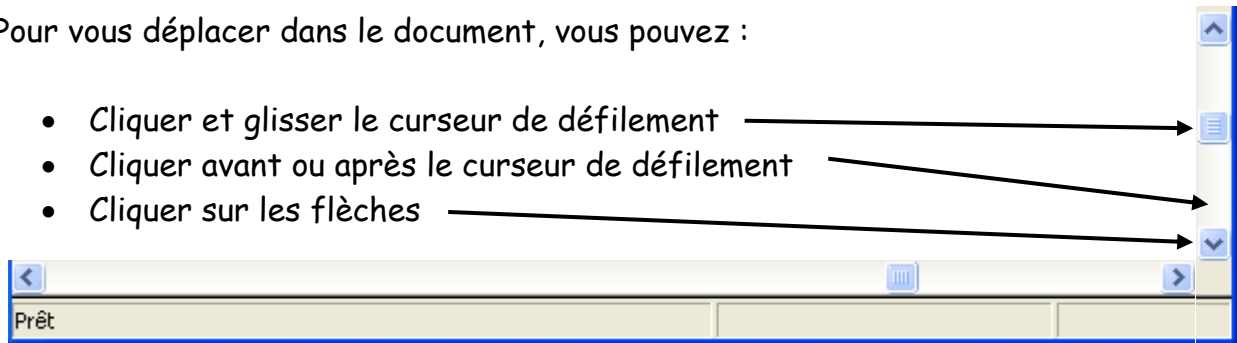 Pour vous déplacer dans le document, vous pouvez :
• Cliquer et glisser le curseur de défilement
• Cliquer avant ou après le curseur de défilement
• Cliquer sur les flèches
Prêt